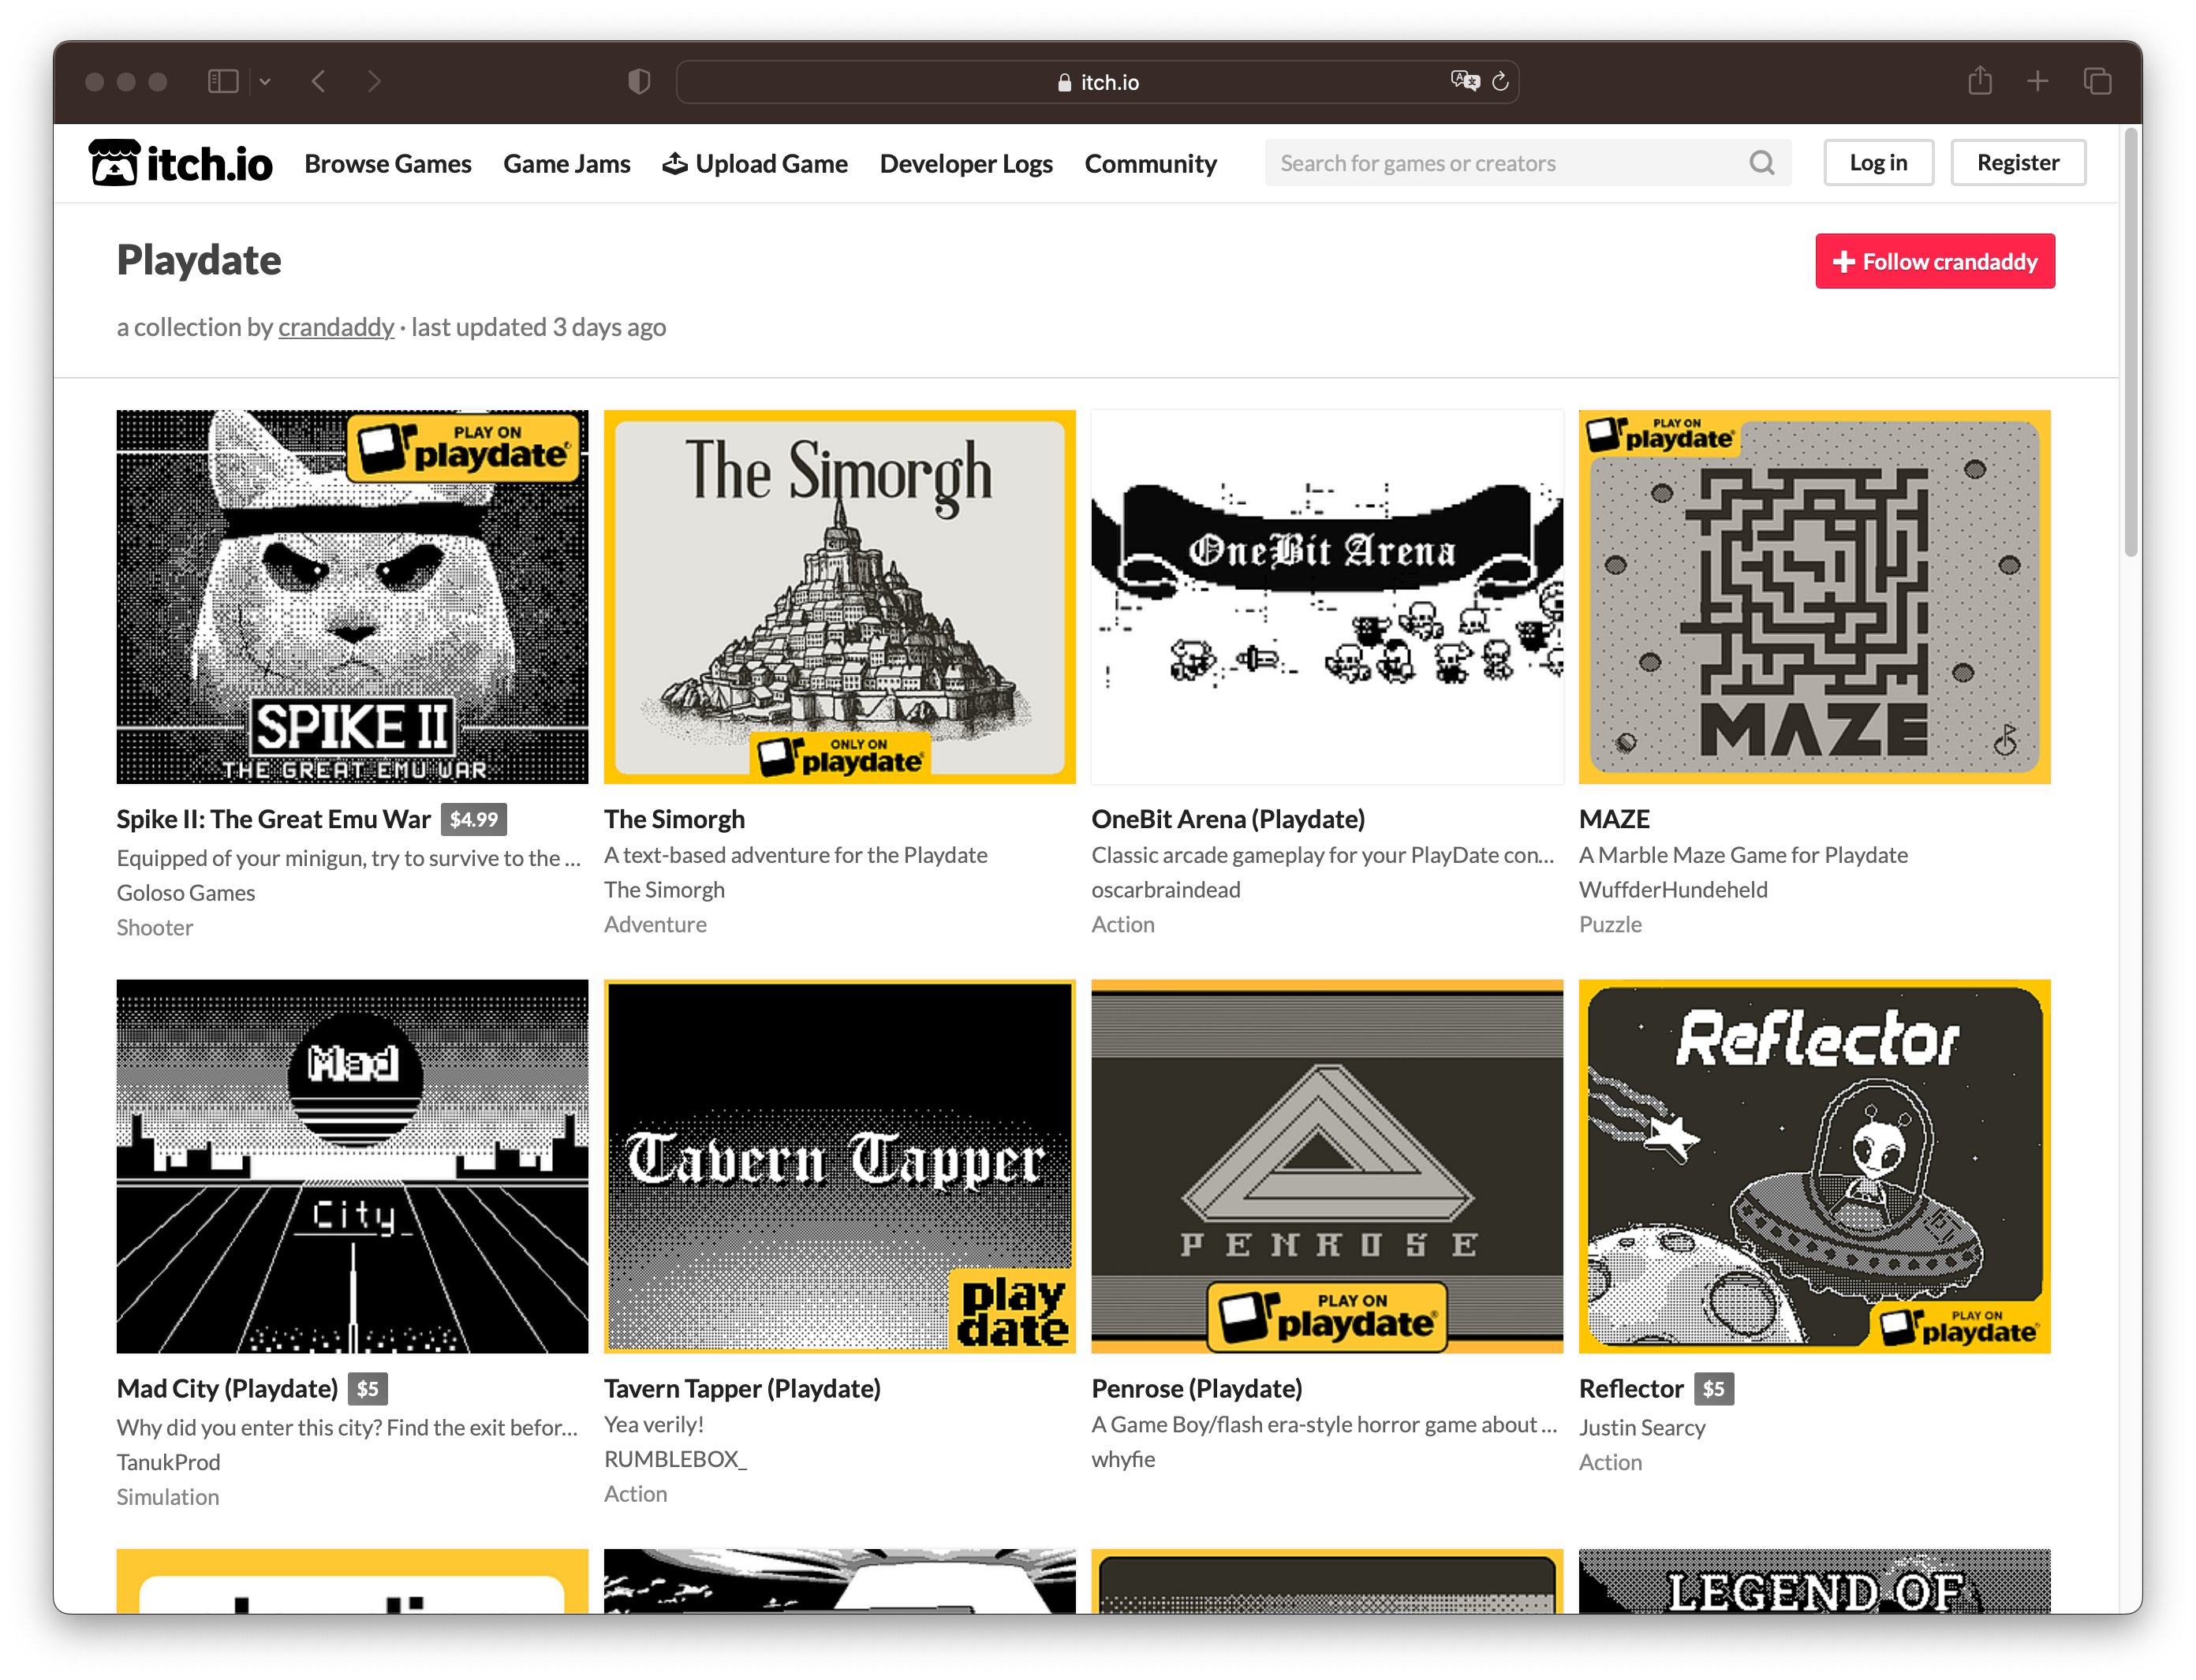 itch.io
itch.io
Browse Games
Game Jams
Upload Game
Developer Logs
Community
Search for games or creators
Log in
Register
Playdate
Follow crandaddy
a collection by crandaddy · last updated 3 days ago
PLAY ON
playdate
SPIKE II
THE GREAT EMU WAR
The Simorgh
ONLY ON
playdate
OneBit Arena
PLAY ON
playdate
MAZE
Spike II: The Great Emu War $4.99
Equipped of your minigun, try to survive to the ...
Goloso Games
Shooter
The Simorgh
A text-based adventure for the Playdate
The Simorgh
Adventure
OneBit Arena (Playdate)
Classic arcade gameplay for your PlayDate con...
oscarbraindead
Action
MAZE
A Marble Maze Game for Playdate
WuffderHundeheld
Puzzle
Mad
City_
Tavern Tapper
play
date
PENROSE
PLAY ON
playdate
Reflector
PLAY ON
playdate
Mad City (Playdate) $5
Why did you enter this city? Find the exit befor...
TanukProd
Simulation
Tavern Tapper (Playdate)
Yea verily!
RUMBLEBOX_
Action
Penrose (Playdate)
A Game Boy/flash era-style horror game about ...
whyfie
Reflector $5
Justin Searcy
Action
LEGEND OF